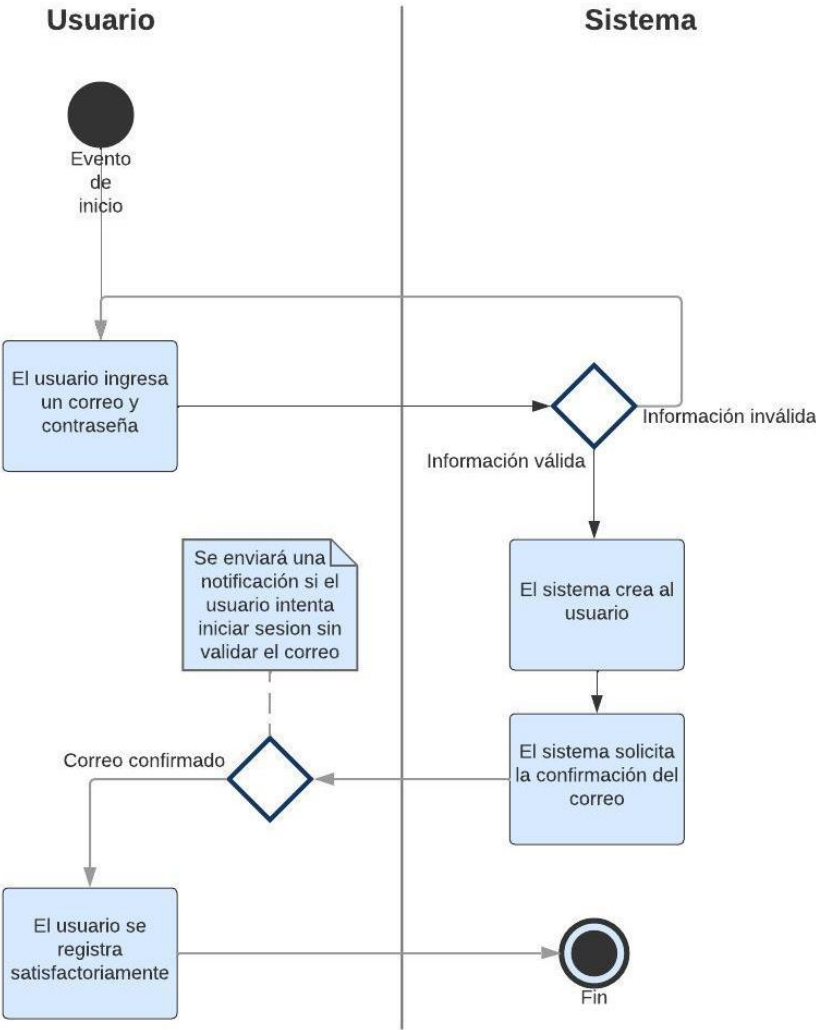 Usuario
Sistema
Evento
de
inicio
El usuario ingresa
un correo y
contraseña
Información inválida
Información válida
Se enviará una
notificación si el
usuario intenta
iniciar sesion sin
validar el correo
El sistema crea al
usuario
El sistema solicita
la confirmación del
correo
Correo confirmado
El usuario se
registra
satisfactoriamente
Fin